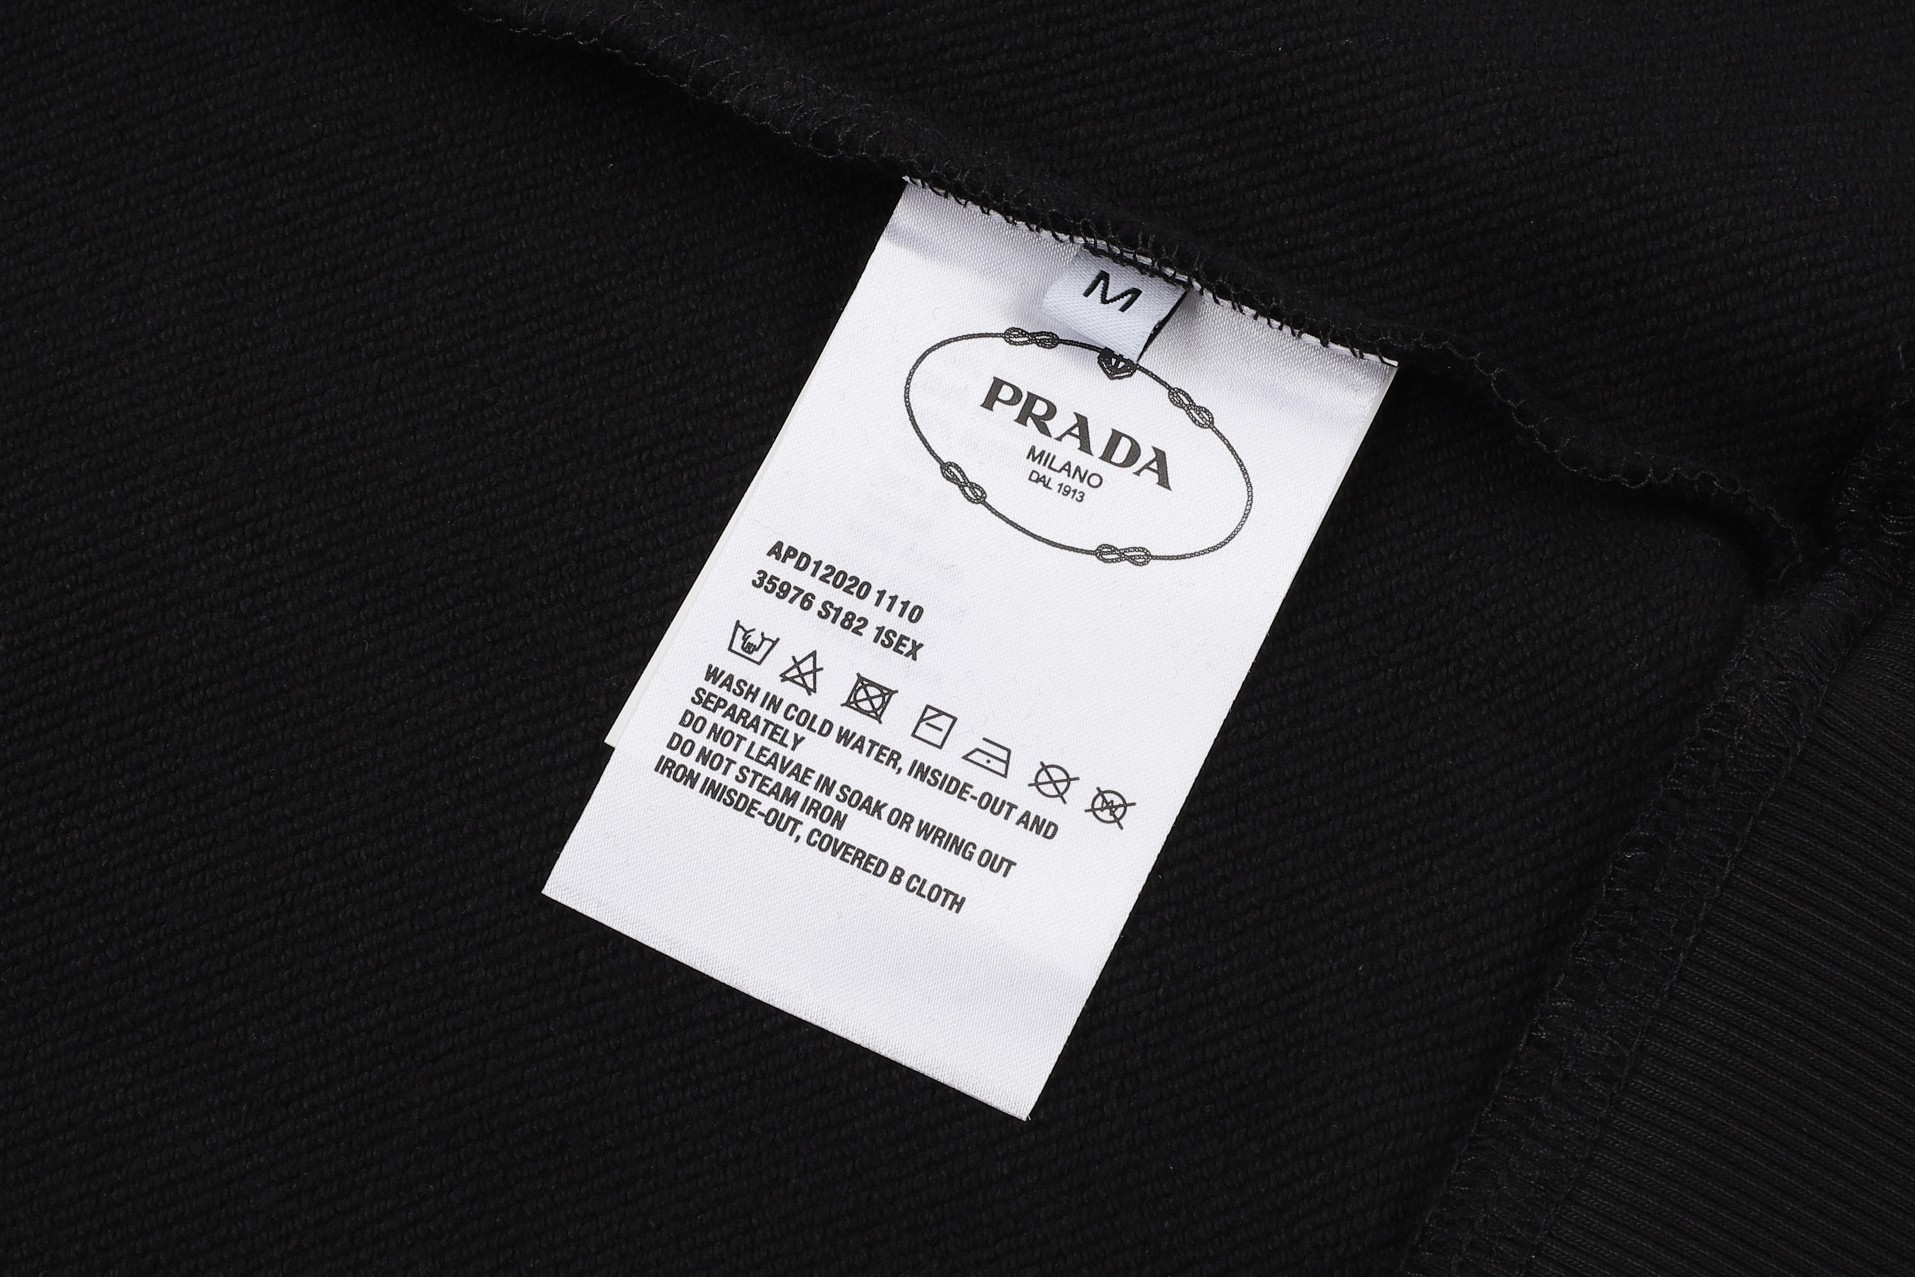 M
PRADA
MILANO
DAL 1913
APD12020 1110
35976 S182 1SEX
WASH IN COLD WATER, INSIDE-OUT AND
SEPARATELY
DO NOT LEAVAE IN SOAK OR WRING OUT
DO NOT STEAM IRON
IRON INISDE-OUT, COVERED B CLOTH